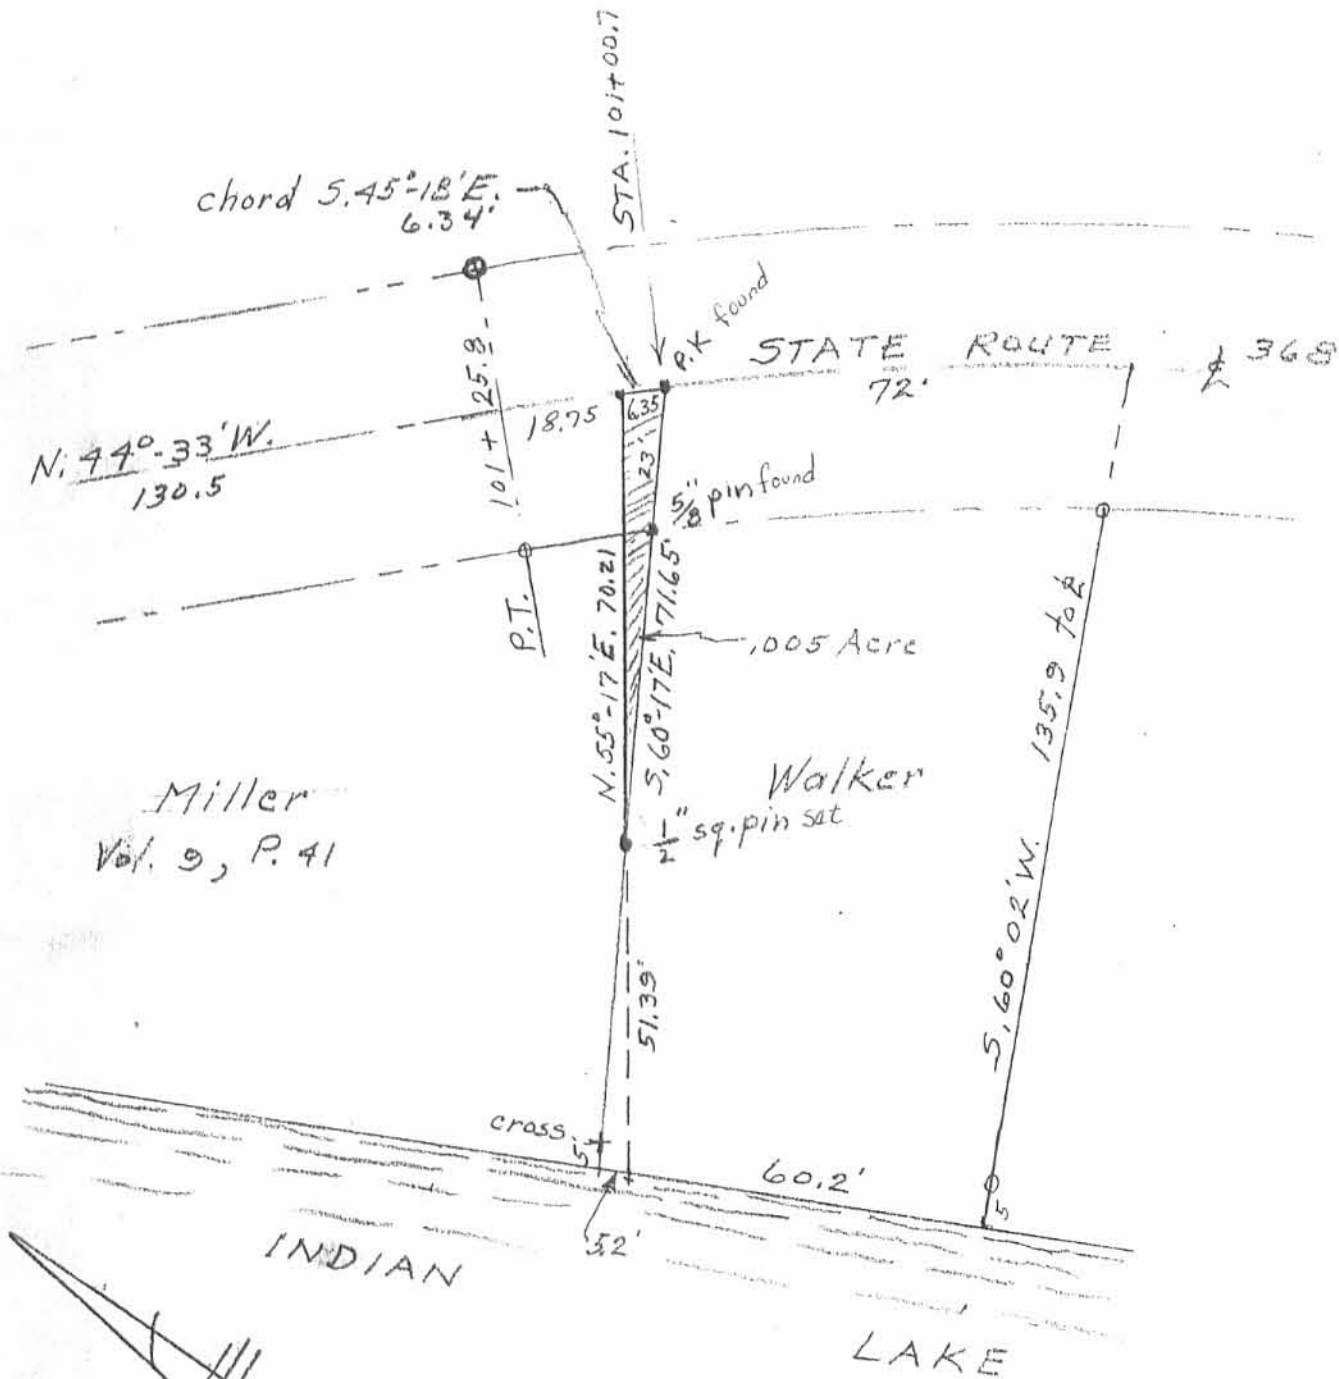 STA. 101+00.7
chord S.45°-18'E.
6.34'
P.K found
STATE ROUTE ℄ 368
72'
101+25.8
18.75
6.35
23'
N. 44°-33'W.
130.5
5/8" pin found
P.T.
N.55°-17'E. 70.21
S.60°-17'E. 71.65'
.005 Acre
135.9 to ℄
S.60°02'W.
Miller
Vol. 9, P. 41
Walker
1/2" sq. pin set
51.39'
cross
5'
60.2'
5
5.2'
INDIAN
LAKE